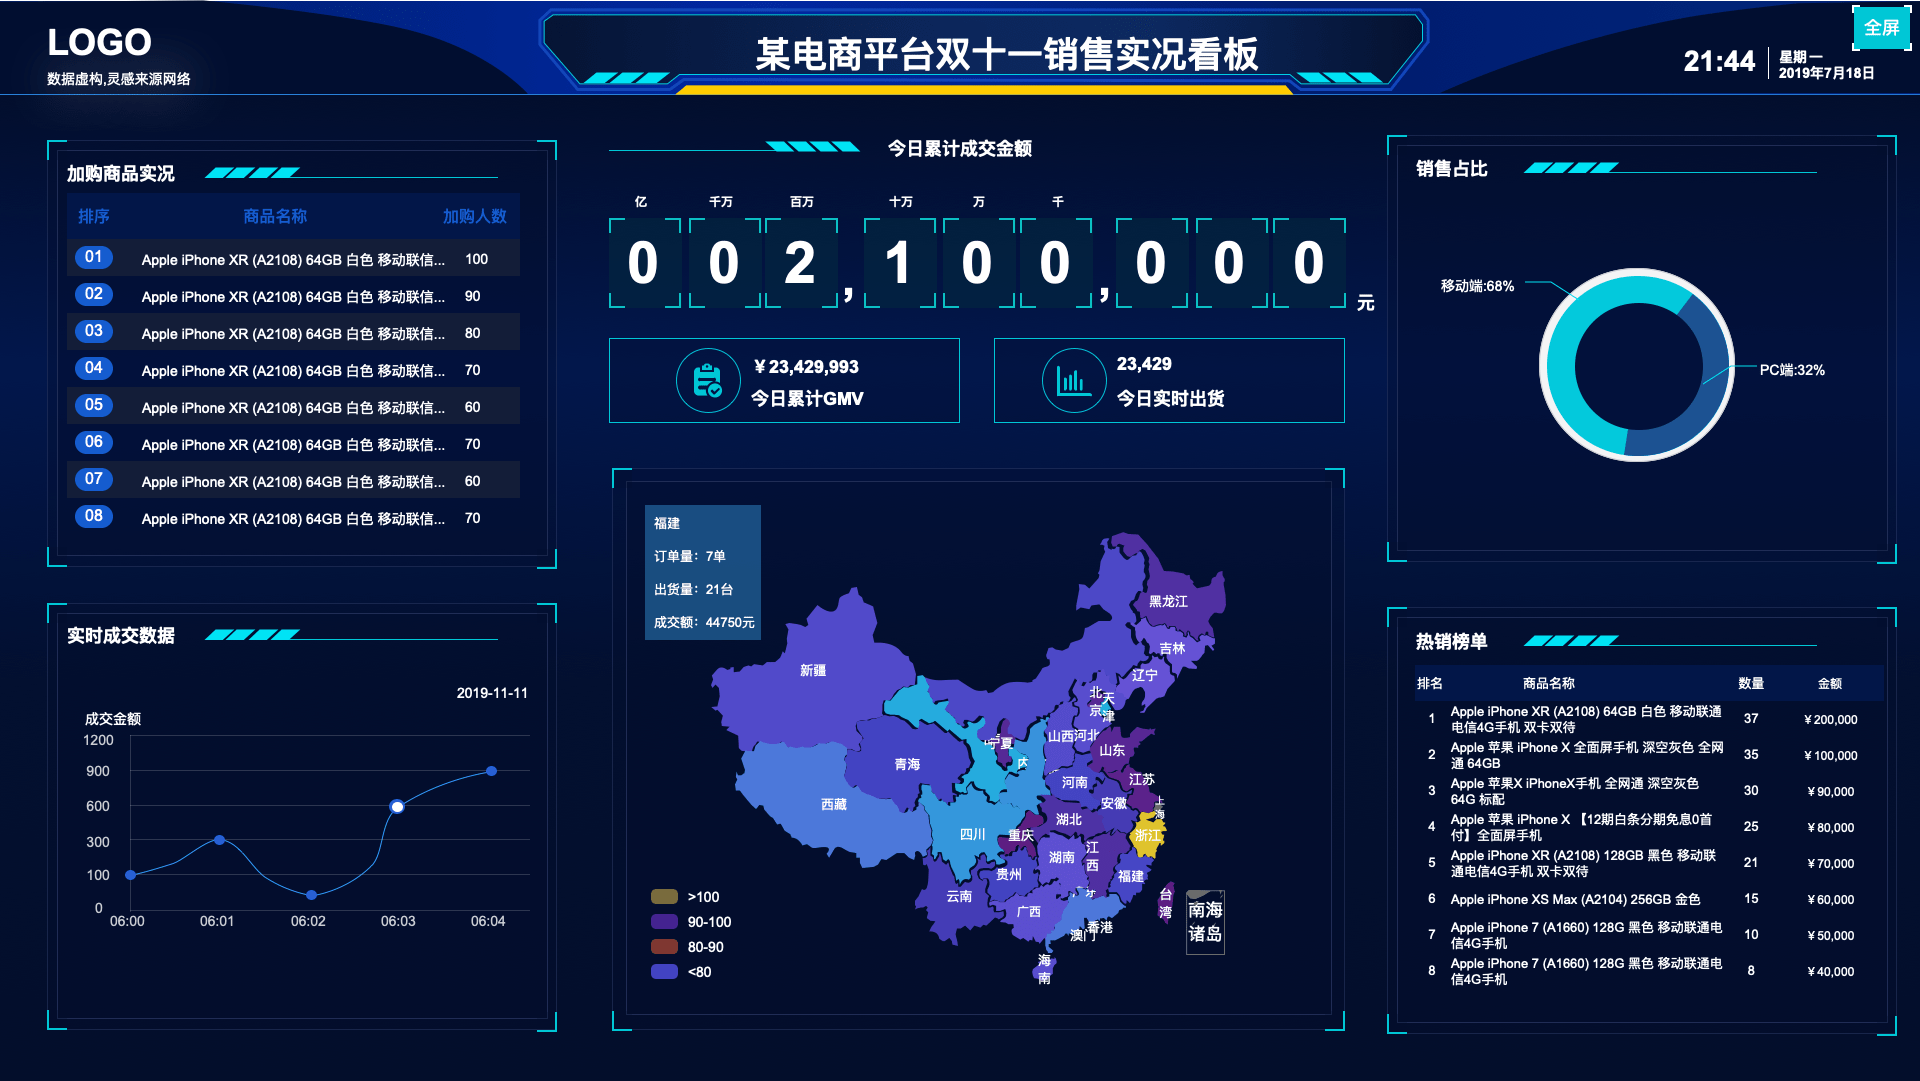 LOGO
数据虚构,灵感来源网络
某电商平台双十一销售实况看板
21:44
星期一
2019年7月18日
全屏
加购商品实况
排序 商品名称 加购人数
01 Apple iPhone XR (A2108) 64GB 白色 移动联信... 100
02 Apple iPhone XR (A2108) 64GB 白色 移动联信... 90
03 Apple iPhone XR (A2108) 64GB 白色 移动联信... 80
04 Apple iPhone XR (A2108) 64GB 白色 移动联信... 70
05 Apple iPhone XR (A2108) 64GB 白色 移动联信... 60
06 Apple iPhone XR (A2108) 64GB 白色 移动联信... 70
07 Apple iPhone XR (A2108) 64GB 白色 移动联信... 60
08 Apple iPhone XR (A2108) 64GB 白色 移动联信... 70
实时成交数据
2019-11-11
成交金额
1200
900
600
300
100
0
06:00 06:01 06:02 06:03 06:04
今日累计成交金额
亿 千万 百万 十万 万 千
002,100,000 元
¥23,429,993
今日累计GMV
23,429
今日实时出货
福建
订单量：7单
出货量：21台
成交额：44750元
黑龙江
吉林
辽宁
新疆
北京
天津
山西
河北
宁夏
山东
内
青海
河南
江苏
西藏
安徽
上海
湖北
四川
重庆
浙江
湖南
江西
贵州
福建
云南
广西
台湾
香港
澳门
南海
诸岛
海南
>100
90-100
80-90
<80
销售占比
移动端:68%
PC端:32%
热销榜单
排名 商品名称 数量 金额
1 Apple iPhone XR (A2108) 64GB 白色 移动联通
电信4G手机 双卡双待 37 ¥200,000
2 Apple 苹果 iPhone X 全面屏手机 深空灰色 全网
通 64GB 35 ¥100,000
3 Apple 苹果X iPhoneX手机 全网通 深空灰色
64G 标配 30 ¥90,000
4 Apple 苹果 iPhone X 【12期白条分期免息0首
付】全面屏手机 25 ¥80,000
5 Apple iPhone XR (A2108) 128GB 黑色 移动联
通电信4G手机 双卡双待 21 ¥70,000
6 Apple iPhone XS Max (A2104) 256GB 金色 15 ¥60,000
7 Apple iPhone 7 (A1660) 128G 黑色 移动联通电
信4G手机 10 ¥50,000
8 Apple iPhone 7 (A1660) 128G 黑色 移动联通电
信4G手机 8 ¥40,000